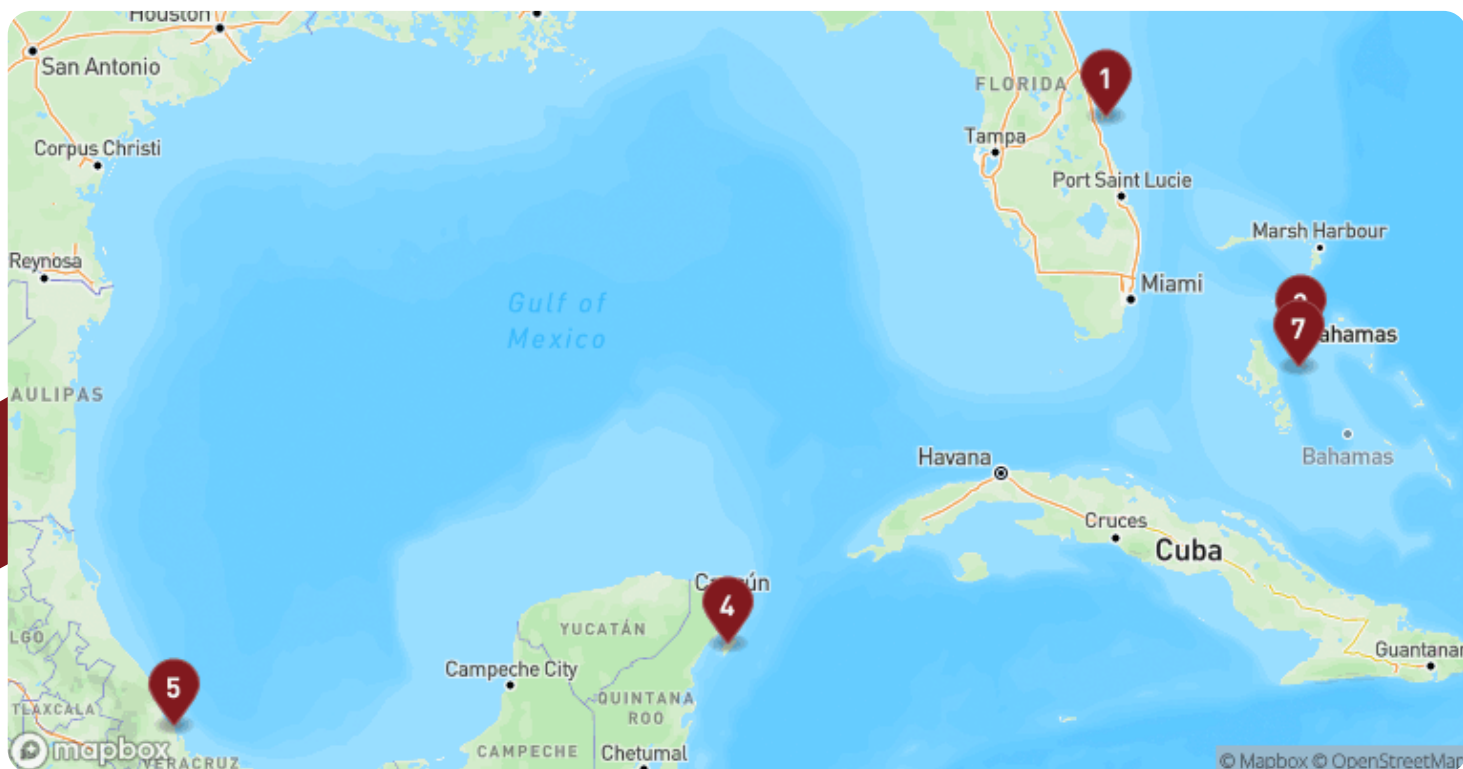 Houston
San Antonio
FLORIDA
1
Tampa
Corpus Christi
Port Saint Lucie
Marsh Harbour
Reynosa
Miami
Gulf of
Mexico
7
ahamas
AULIPAS
Havana
Bahamas
Cruces
Cuba
4
YUCATÁN
LGO
Guantanar
Campeche City
5
QUINTANA
ROO
TLAXCALA
mapbox
VERACRUZ
CAMPECHE
Chetumal
© Mapbox © OpenStreetMap